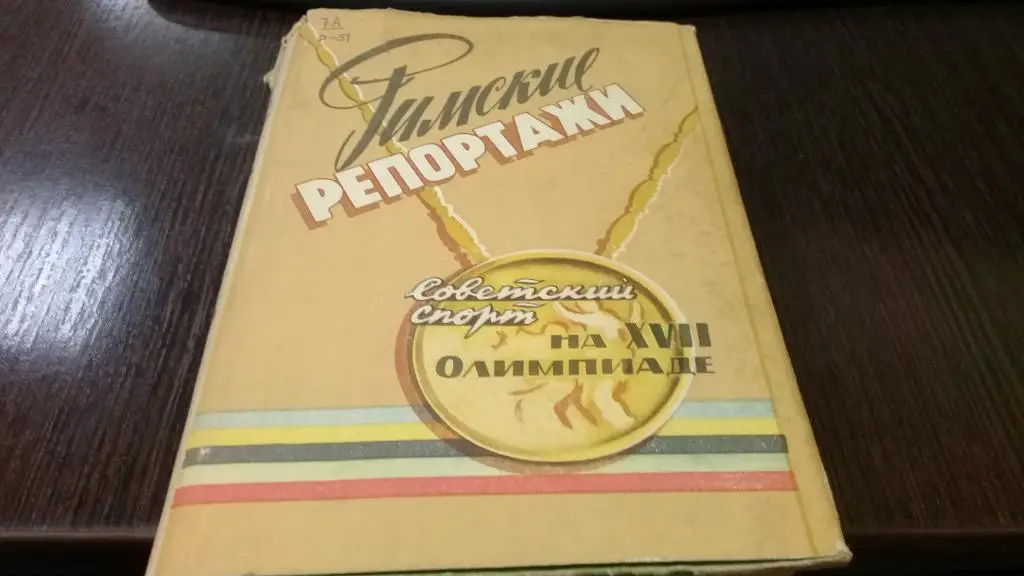 7А
Р-51
Римские
РЕПОРТАЖИ
Советский
спорт
НА XVII
ОЛИМПИАДЕ